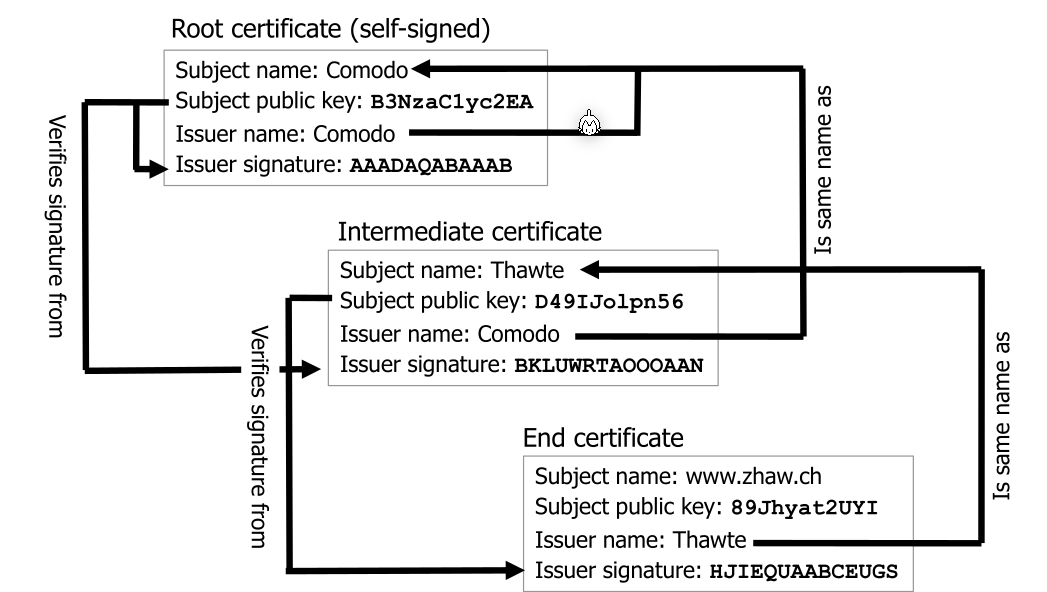 Root certificate (self-signed)
Subject name: Comodo
Subject public key: B3NzaC1yc2EA
Issuer name: Comodo
Issuer signature: AAADAQABAAAB
Verifies signature from
Is same name as
Intermediate certificate
Subject name: Thawte
Subject public key: D49IJolpn56
Issuer name: Comodo
Issuer signature: BKLUWRTAOOOAAN
Verifies signature from
Is same name as
End certificate
Subject name: www.zhaw.ch
Subject public key: 89Jhyat2UYI
Issuer name: Thawte
Issuer signature: HJIEQUAABCEUGS